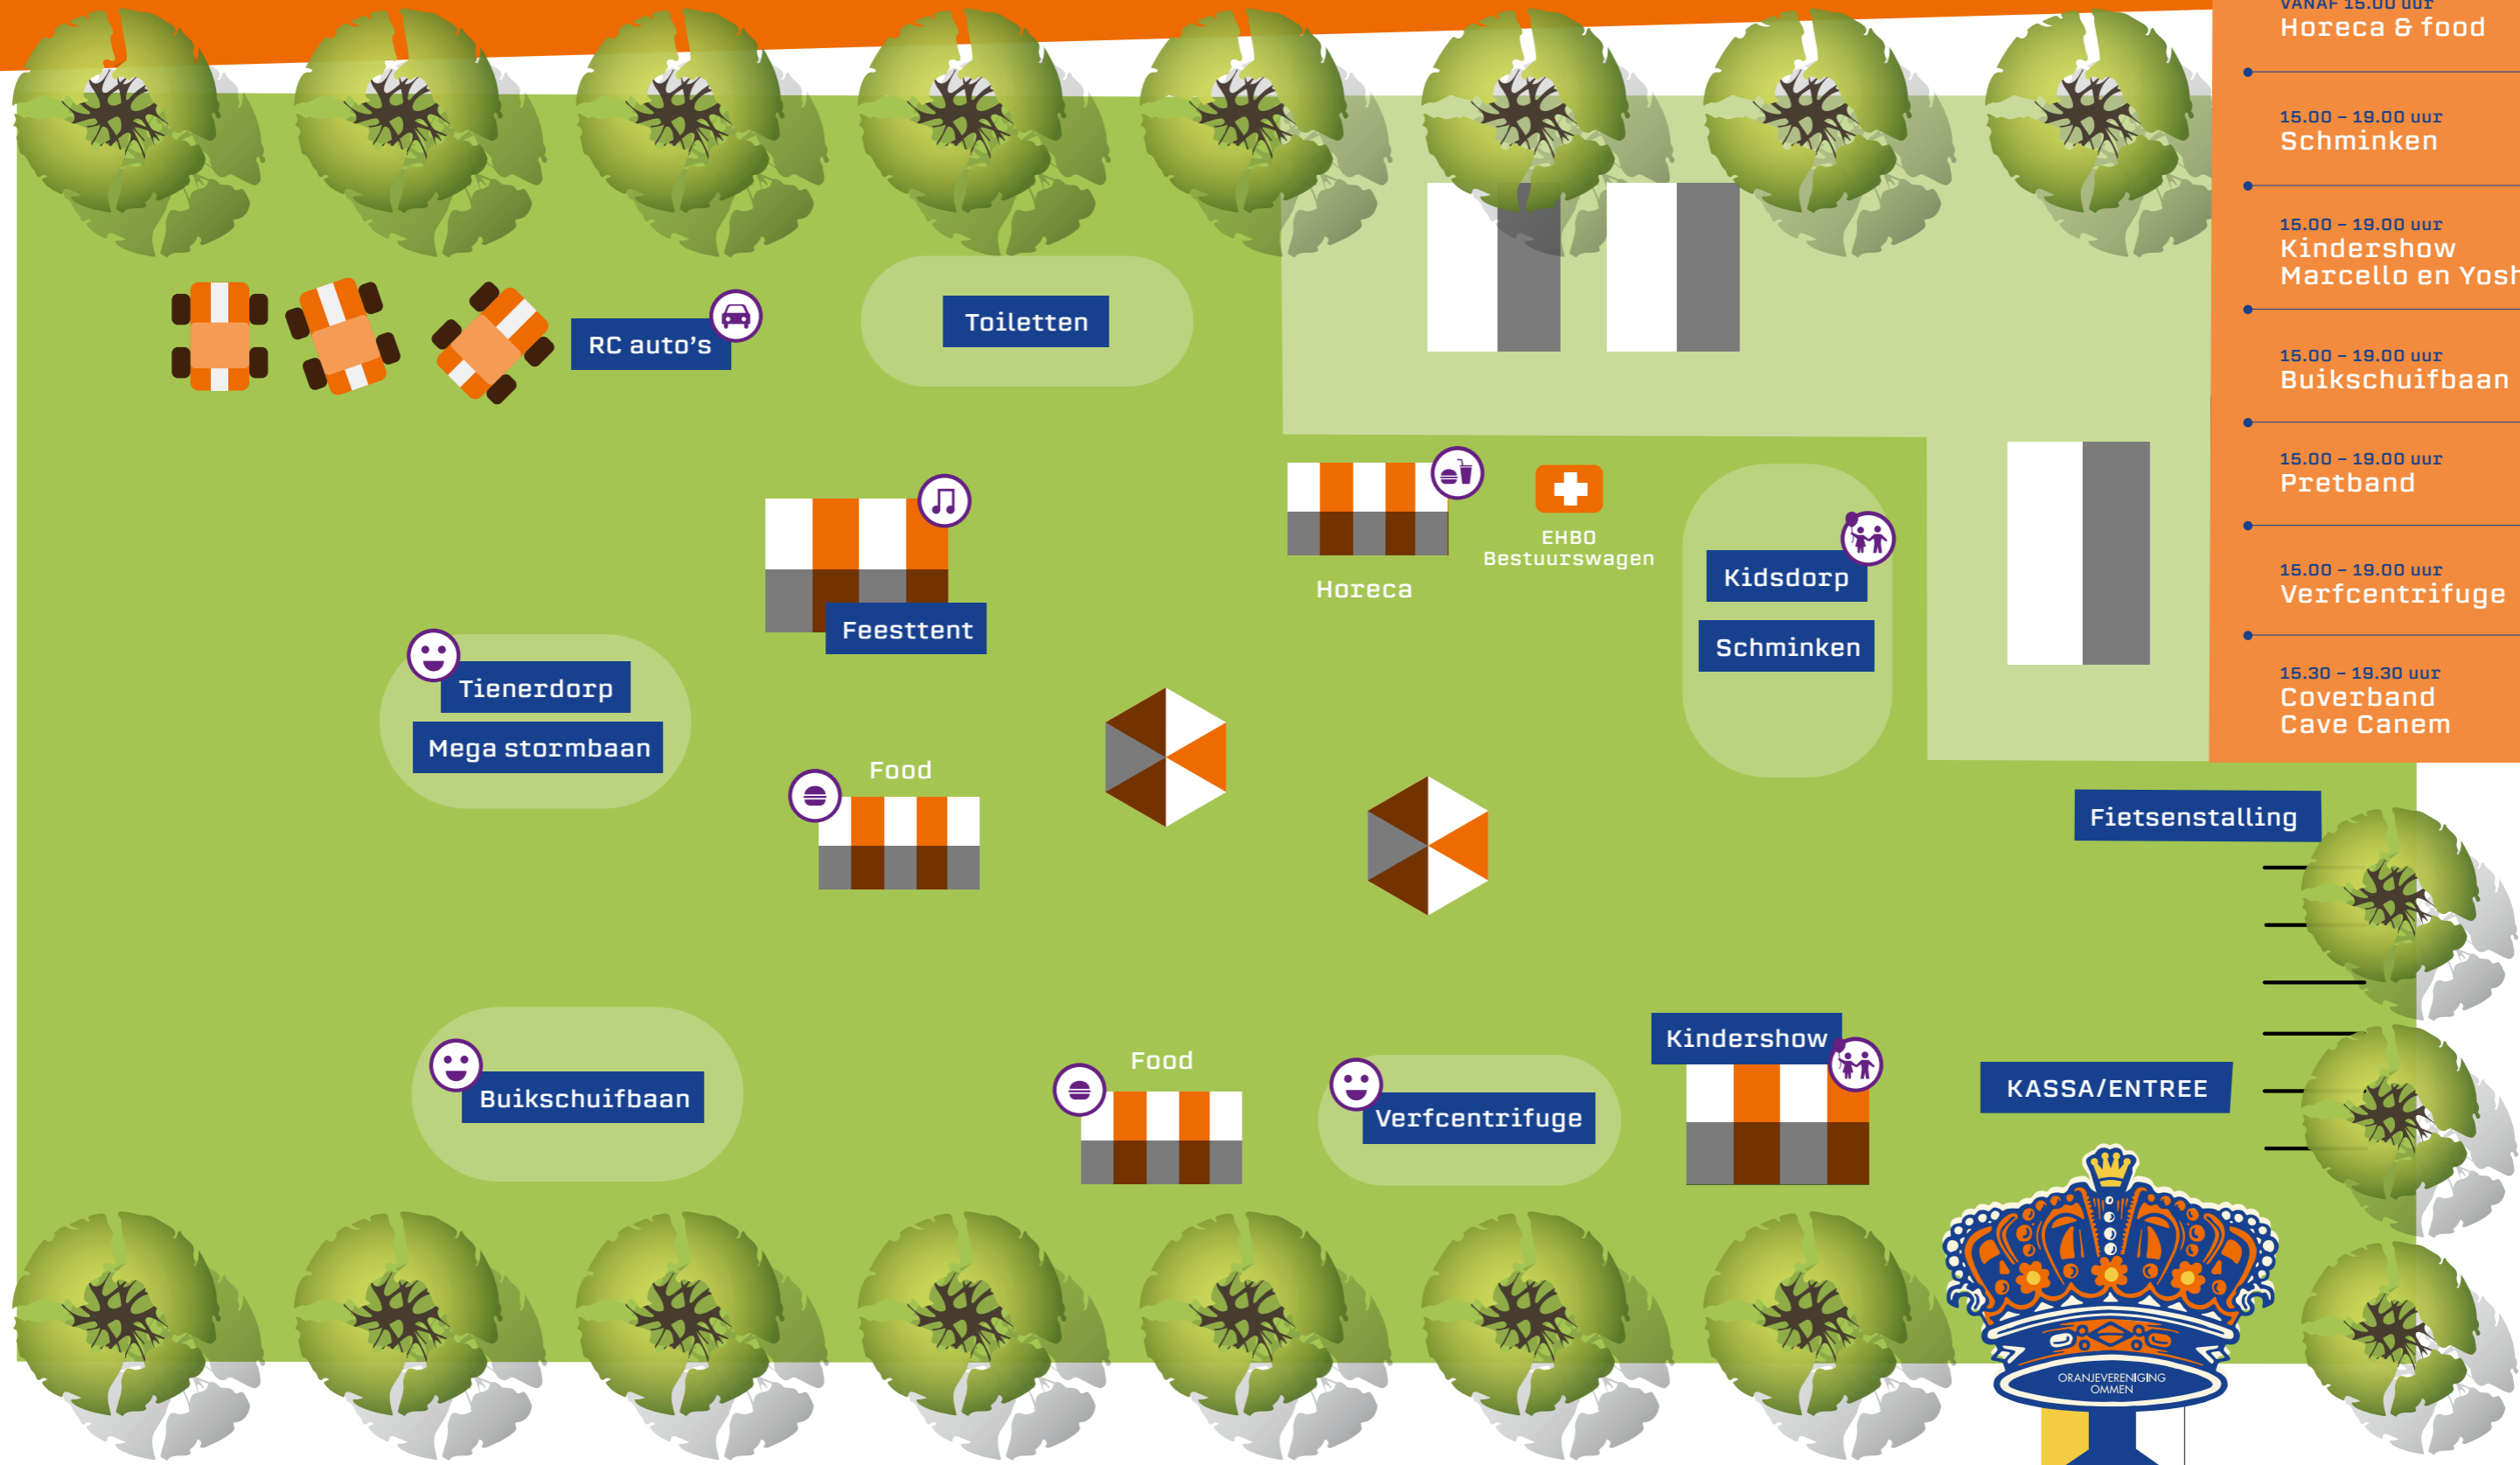 VANAF 15.00 uur
Horeca & food
15.00 – 19.00 uur
Schminken
15.00 – 19.00 uur
Kindershow
Marcello en Yosh
15.00 – 19.00 uur
Buikschuifbaan
15.00 – 19.00 uur
Pretband
15.00 – 19.00 uur
Verfcentrifuge
15.30 – 19.30 uur
Coverband
Cave Canem
RC auto’s
Toiletten
Feesttent
Horeca
EHBO
Bestuurswagen
Kidsdorp
Schminken
Tienerdorp
Mega stormbaan
Food
Fietsenstalling
Buikschuifbaan
Food
Verfcentrifuge
Kindershow
KASSA/ENTREE
ORANJEVERENIGING
OMMEN